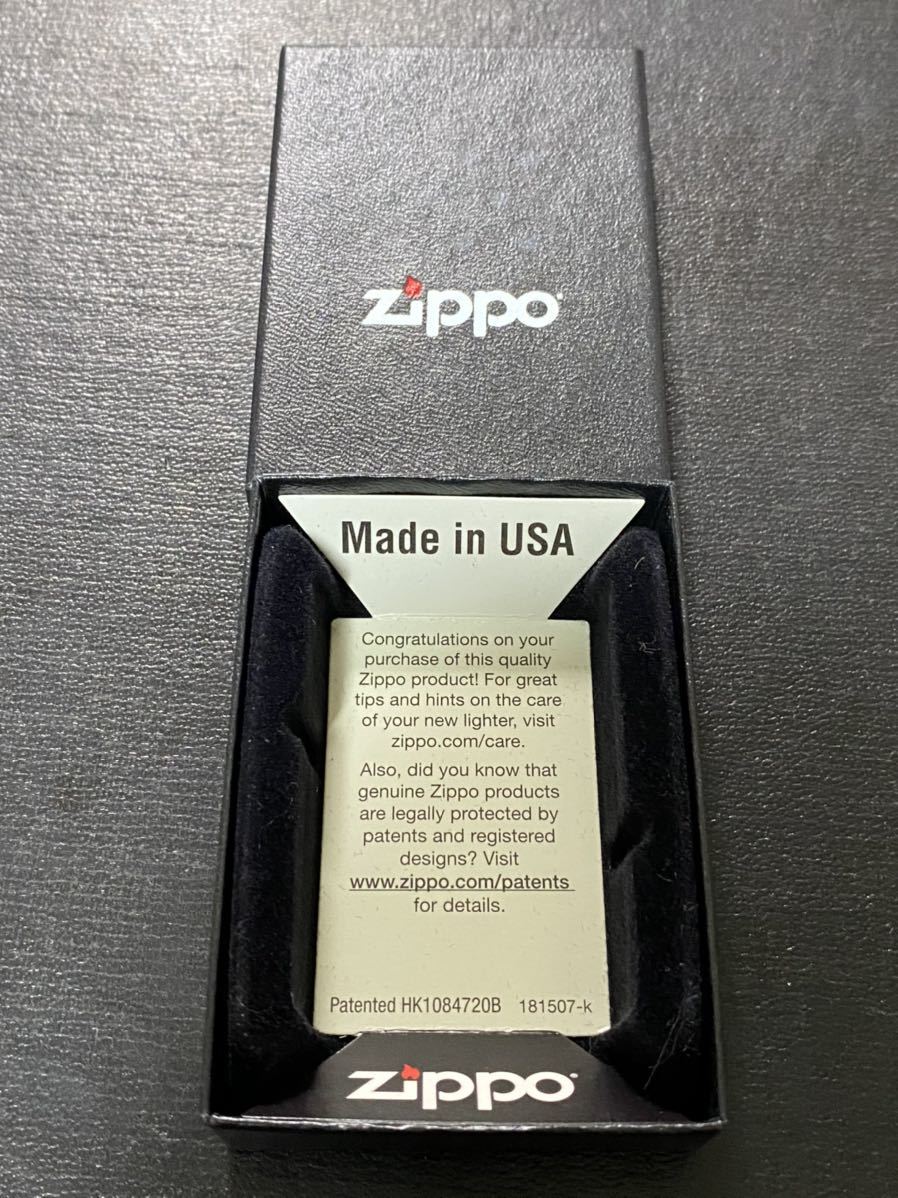 zippo
Made in USA
Congratulations on your
purchase of this quality
Zippo product! For great
tips and hints on the care
of your new lighter, visit
zippo.com/care.
Also, did you know that
genuine Zippo products
are legally protected by
patents and registered
designs? Visit
www.zippo.com/patents
for details.
Patented HK1084720B 181507-k
zippo